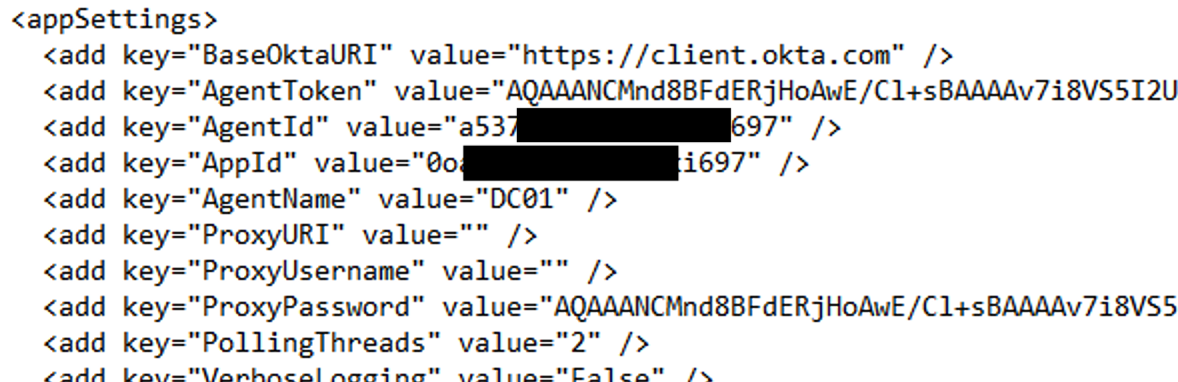 <appSettings>
<add key="BaseOktaURI" value="https://client.okta.com" />
<add key="AgentToken" value="AQAAANCMnd8BFdERjHoAwE/Cl+sBAAAAv7i8VS5I2U
<add key="AgentId" value="a537 697" />
<add key="AppId" value="0oa i697" />
<add key="AgentName" value="DC01" />
<add key="ProxyURI" value="" />
<add key="ProxyUsername" value="" />
<add key="ProxyPassword" value="AQAAANCMnd8BFdERjHoAwE/Cl+sBAAAAv7i8VS5
<add key="PollingThreads" value="2" />
<add key="VerboseLogging" value="False" />